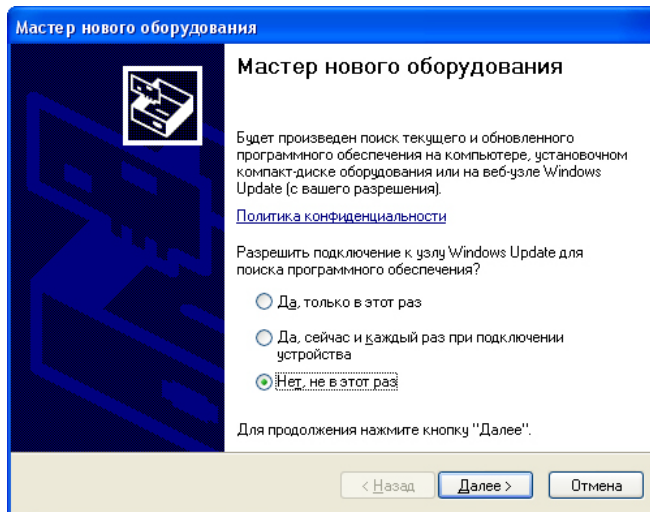 Мастер нового оборудования
Мастер нового оборудования
Будет произведен поиск текущего и обновленного
программного обеспечения на компьютере, установочном
компакт-диске оборудования или на веб-узле Windows
Update (с вашего разрешения).
Политика конфиденциальности
Разрешить подключение к узлу Windows Update для
поиска программного обеспечения?
Да, только в этот раз
Да, сейчас и каждый раз при подключении
устройства
Нет, не в этот раз
Для продолжения нажмите кнопку "Далее".
< Назад Далее > Отмена